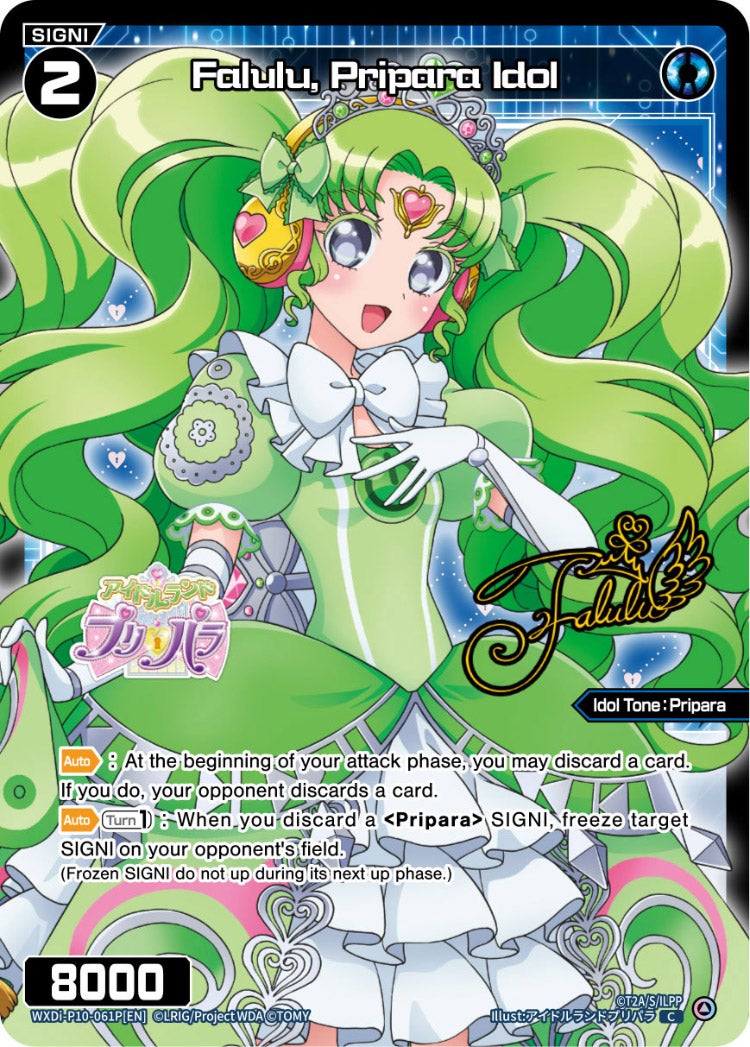 SIGNI
2
Falulu, Pripara Idol
アイドルランド
プリパラ
Falulu
Idol Tone : Pripara
Auto : At the beginning of your attack phase, you may discard a card.
If you do, your opponent discards a card.
Auto Turn 1 : When you discard a <Pripara> SIGNI, freeze target
SIGNI on your opponent's field.
(Frozen SIGNI do not up during its next up phase.)
8000
©T2A/S/ILPP
WXDi-P10-061P[EN] ©LRIG/Project WDA ©TOMY Illust:アイドルランドプリパラ C